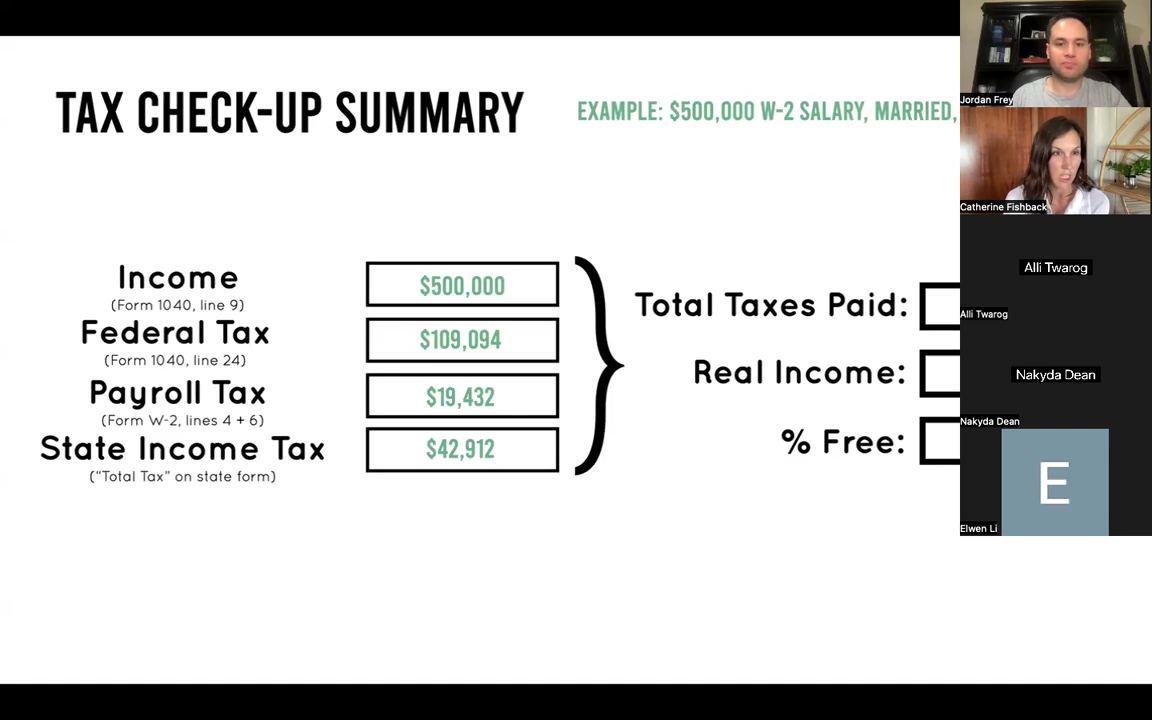 TAX CHECK-UP SUMMARY
EXAMPLE: $500,000 W-2 SALARY, MARRIED,
Income
$500,000
(Form 1040, line 9)
Federal Tax
$109,094
(Form 1040, line 24)
Payroll Tax
$19,432
(Form W-2, lines 4 + 6)
State Income Tax
$42,912
("Total Tax" on state form)
Total Taxes Paid:
Real Income:
% Free:
Jordan Frey
Catherine Fishback
Alli Twarog
Alli Twarog
Nakyda Dean
Nakyda Dean
E
Elwen Li